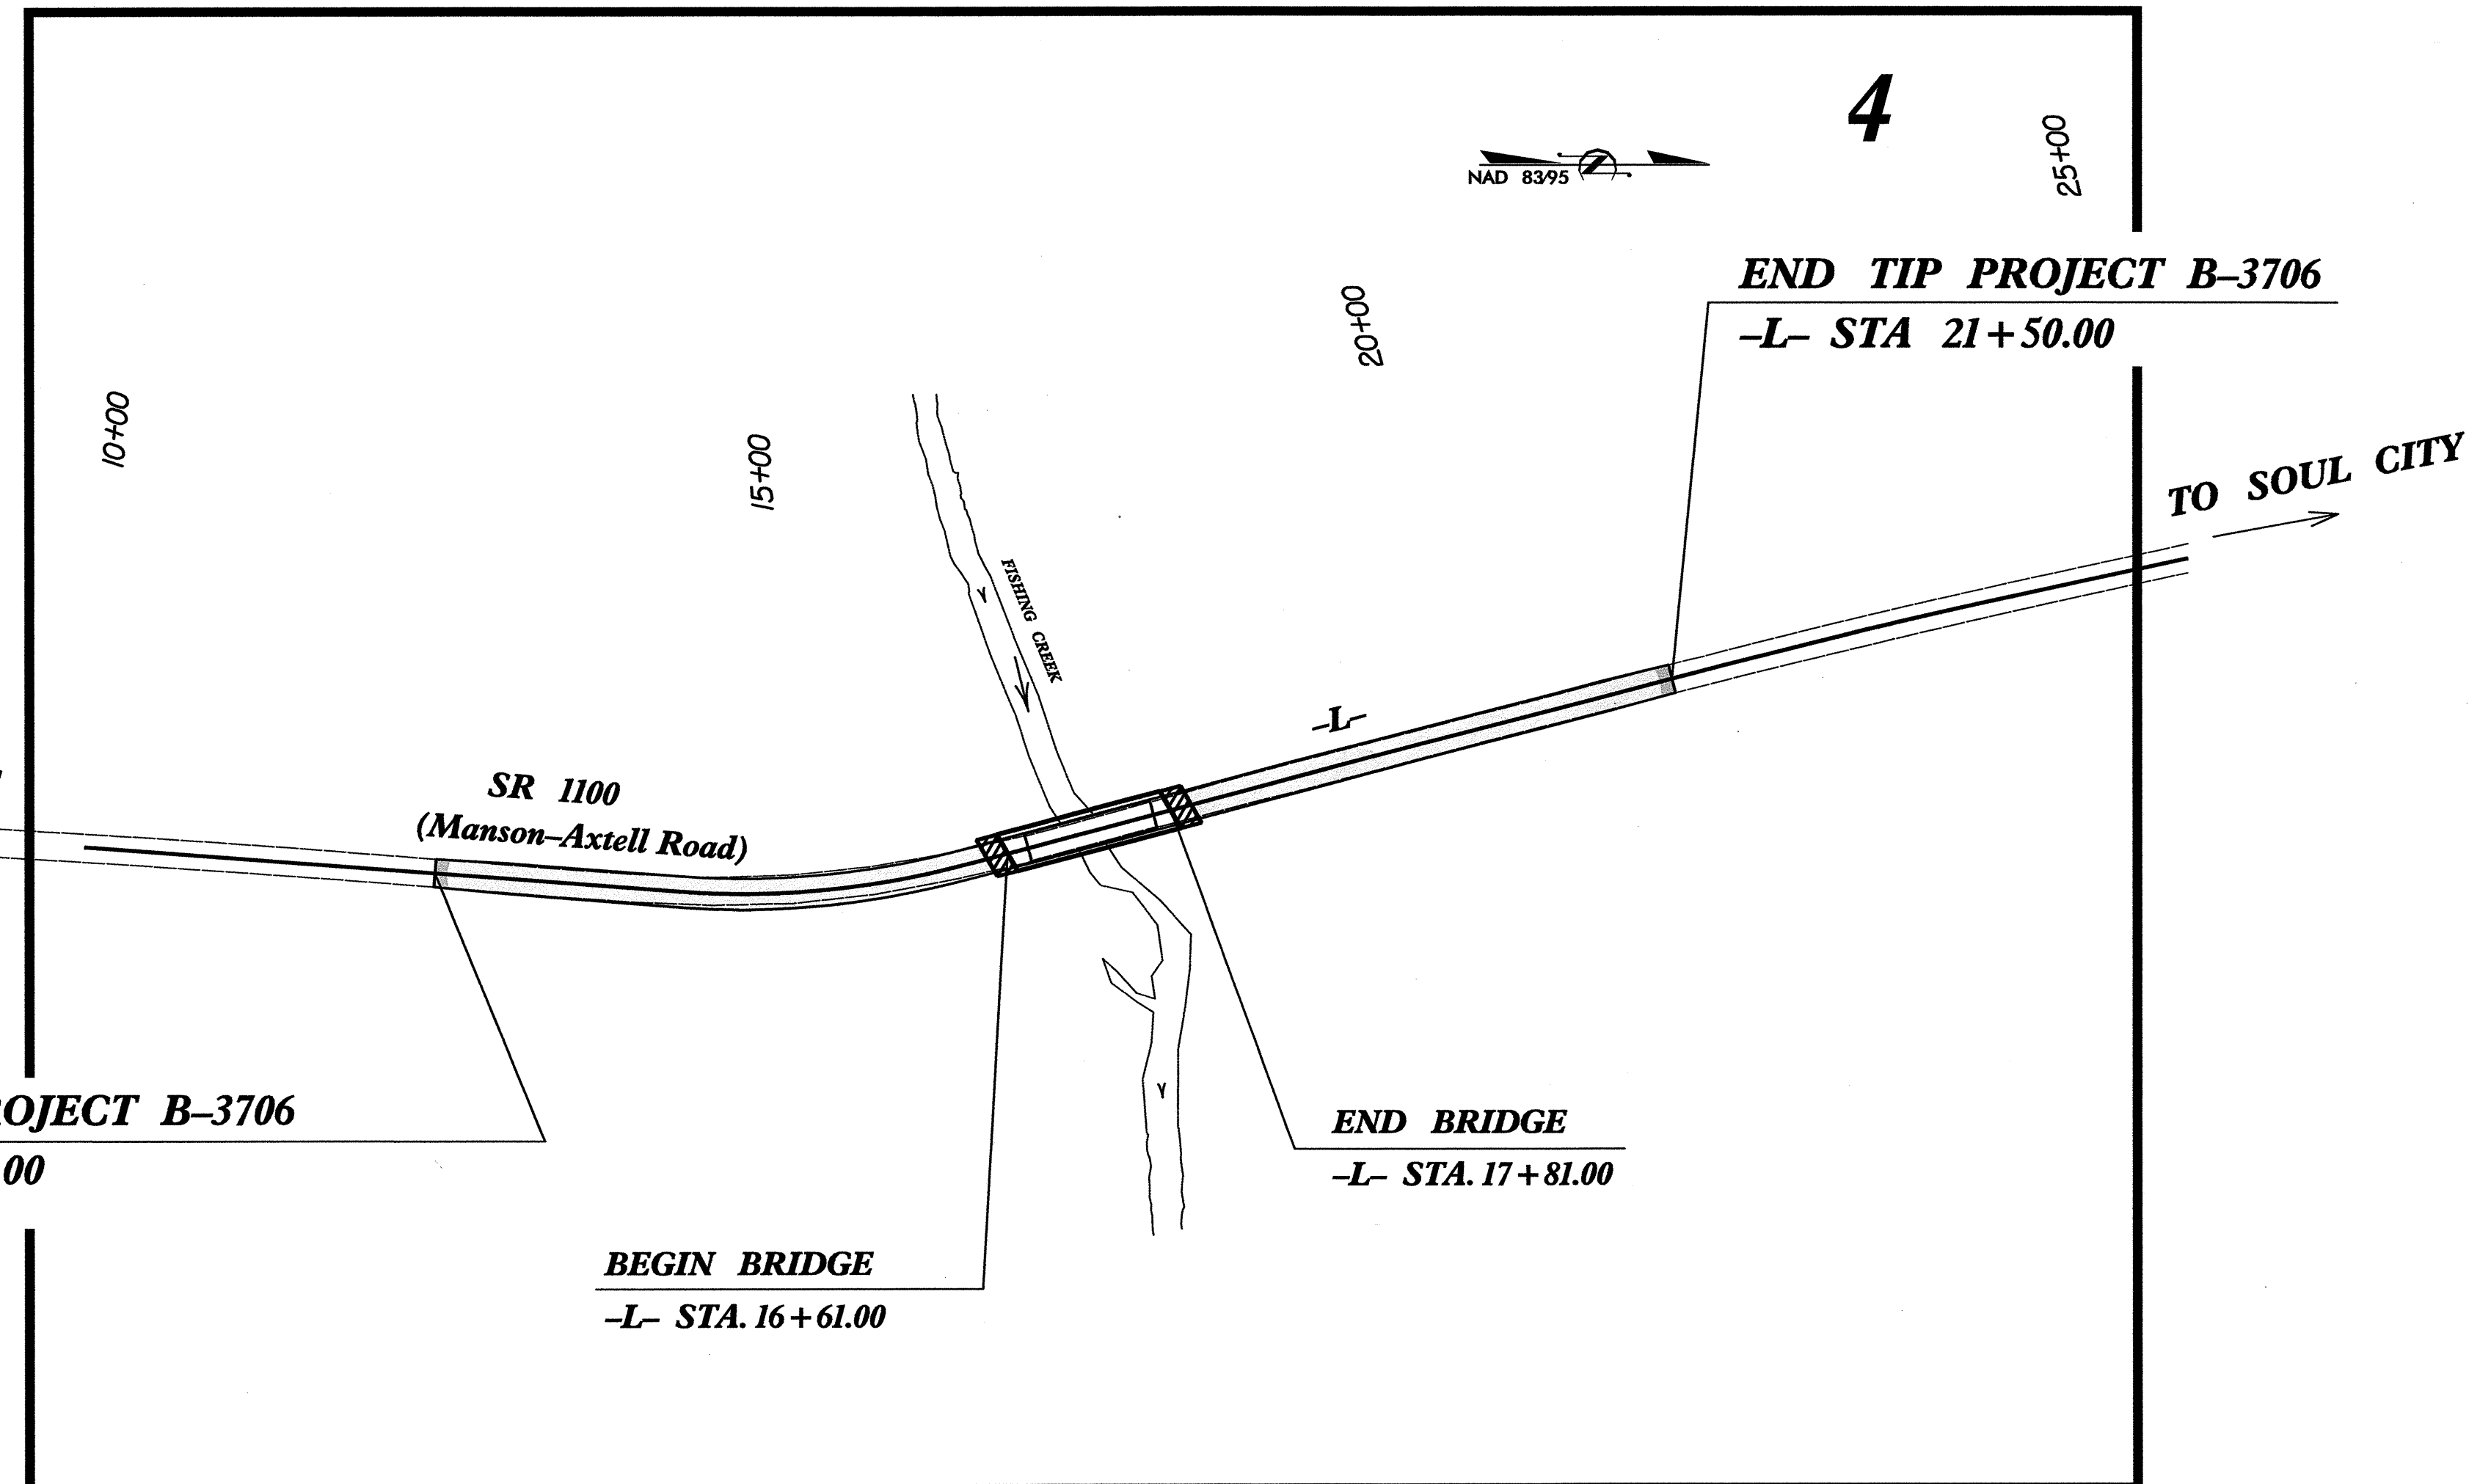 4
NAD 83/95
25+00
END TIP PROJECT B–3706
–L– STA 21+50.00
20+00
10+00
15+00
TO SOUL CITY
FISHING CREEK
–L–
SR 1100
(Manson–Axtell Road)
OJECT B–3706
00
END BRIDGE
–L– STA. 17+81.00
BEGIN BRIDGE
–L– STA. 16+61.00